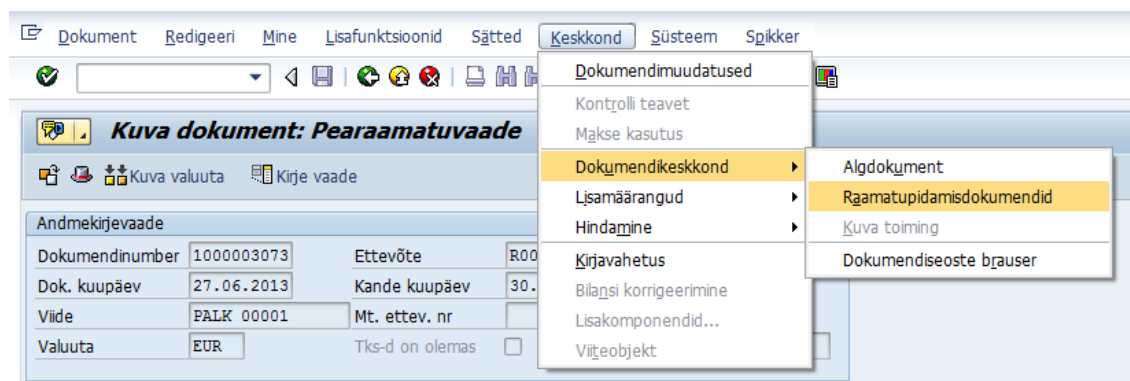 Dokument Redigeeri Mine Lisafunktsioonid Sätted Keskkond Süsteem Spikker
Kuva dokument: Pearaamatuvaade
Kuva valuuta Kirje vaade
Andmekirjevaade
Dokumendinumber 1000003073 Ettevõte R00
Dok. kuupäev 27.06.2013 Kande kuupäev 30.
Viide PALK 00001 Mt. ettev. nr
Valuuta EUR Tks-d on olemas
Dokumendimuudatused
Kontrolli teavet
Makse kasutus
Dokumendikeskkond
Lisamäärangud
Hindamine
Kirjavahetus
Bilansi korrigeerimine
Lisakomponendid...
Viiteobjekt
Algdokument
Raamatupidamisdokumendid
Kuva toiming
Dokumendiseoste brauser